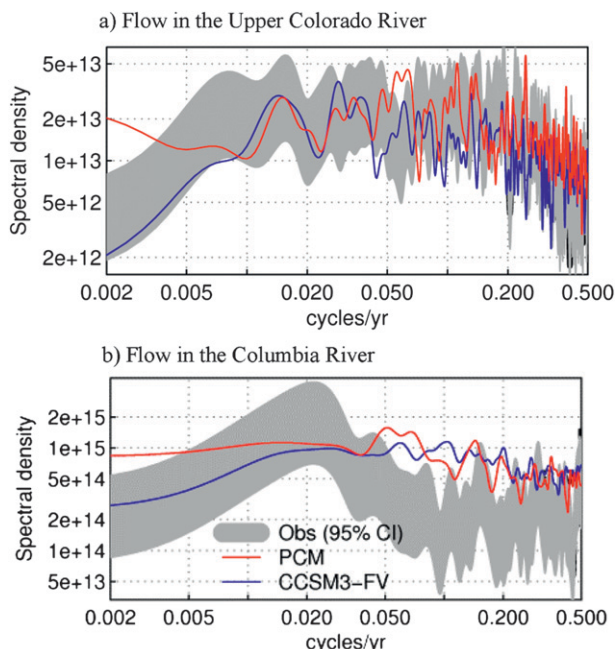 a) Flow in the Upper Colorado River
Spectral density
5e+13
2e+13
1e+13
5e+12
2e+12
0.002 0.005 0.020 0.050 0.200 0.500
cycles/yr
b) Flow in the Columbia River
Spectral density
2e+15
1e+15
5e+14
2e+14
1e+14
5e+13
Obs (95% CI)
PCM
CCSM3-FV
0.002 0.005 0.020 0.050 0.200 0.500
cycles/yr